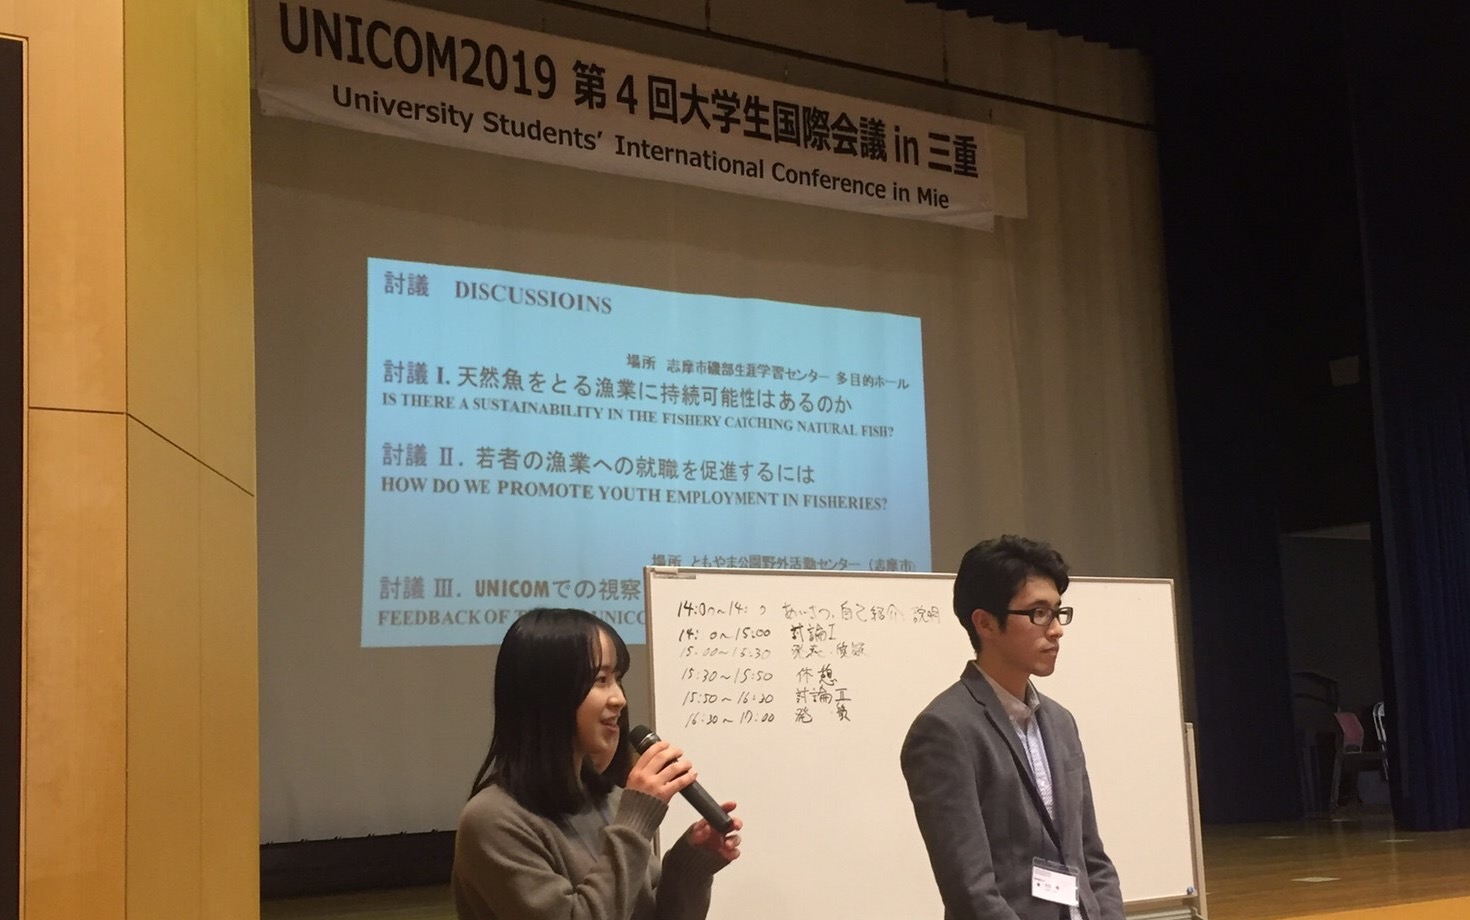 UNICOM2019 第4回大学生国際会議 in 三重
University Students' International Conference in Mie
討議 DISCUSSIOINS
場所 志摩市磯部生涯学習センター 多目的ホール
討議 I. 天然魚をとる漁業に持続可能性はあるのか
IS THERE A SUSTAINABILITY IN THE FISHERY CATCHING NATURAL FISH?
討議 II. 若者の漁業への就職を促進するには
HOW DO WE PROMOTE YOUTH EMPLOYMENT IN FISHERIES?
場所 ともやま公園野外活動センター (志摩市)
討議 III. UNICOMでの視察
FEEDBACK OF
14:00~14: あいさつ、自己紹介、説明
14: 0~15:00 討論I
15:00~15:30 発表・質疑
15:30~15:50 休憩
15:50~16:20 討論II
16:20~17:00 発